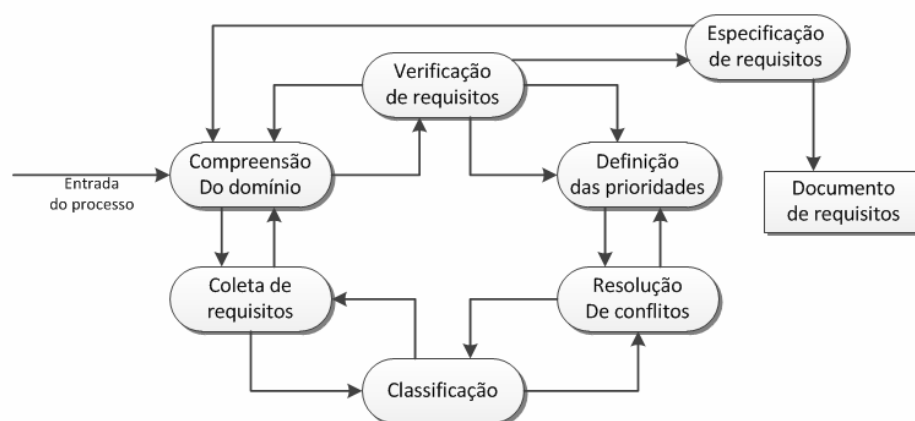 Especificação
de requisitos
Verificação
de requisitos
Compreensão
Do domínio
Definição
das prioridades
Entrada
do processo
Documento
de requisitos
Coleta de
requisitos
Resolução
De conflitos
Classificação